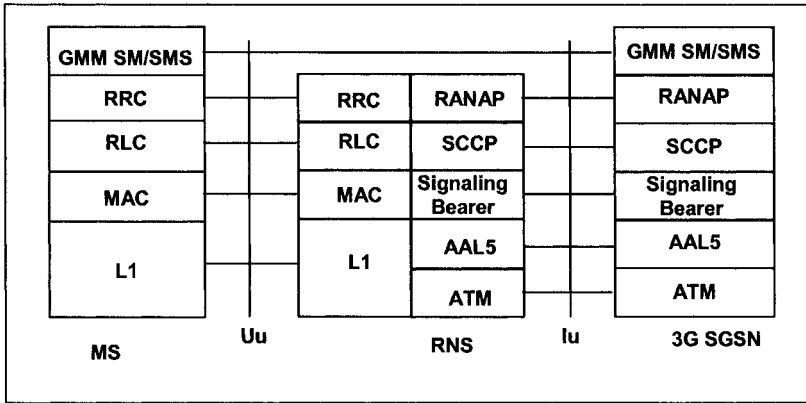 GMM SM/SMS
RRC
RLC
MAC
L1
MS
Uu
RRC
RLC
MAC
L1
RANAP
SCCP
Signaling
Bearer
AAL5
ATM
RNS
Iu
GMM SM/SMS
RANAP
SCCP
Signaling
Bearer
AAL5
ATM
3G SGSN